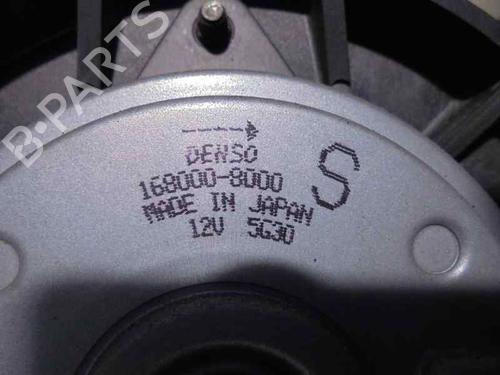 B-PARTS
DENSO
168000-8000
MADE IN JAPAN
12V 5G30
S